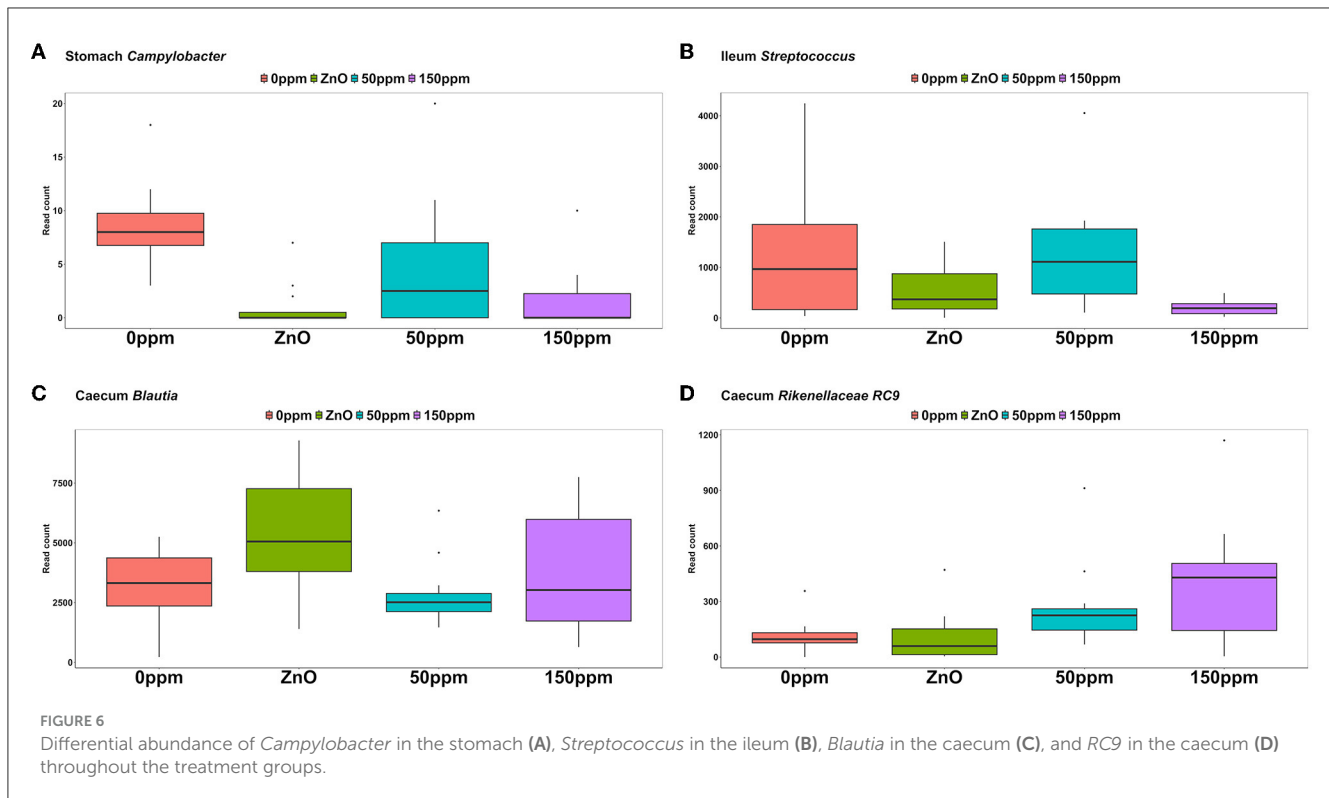 A Stomach Campylobacter
0ppm ZnO 50ppm 150ppm
20
15
10
5
0
Read count
0ppm ZnO 50ppm 150ppm
B Ileum Streptococcus
0ppm ZnO 50ppm 150ppm
4000
3000
2000
1000
0
Read count
0ppm ZnO 50ppm 150ppm
C Caecum Blautia
0ppm ZnO 50ppm 150ppm
7500
5000
2500
0
Read count
0ppm ZnO 50ppm 150ppm
D Caecum Rikenellaceae RC9
0ppm ZnO 50ppm 150ppm
1200
900
600
300
0
Read count
0ppm ZnO 50ppm 150ppm
FIGURE 6
Differential abundance of Campylobacter in the stomach (A), Streptococcus in the ileum (B), Blautia in the caecum (C), and RC9 in the caecum (D)
throughout the treatment groups.